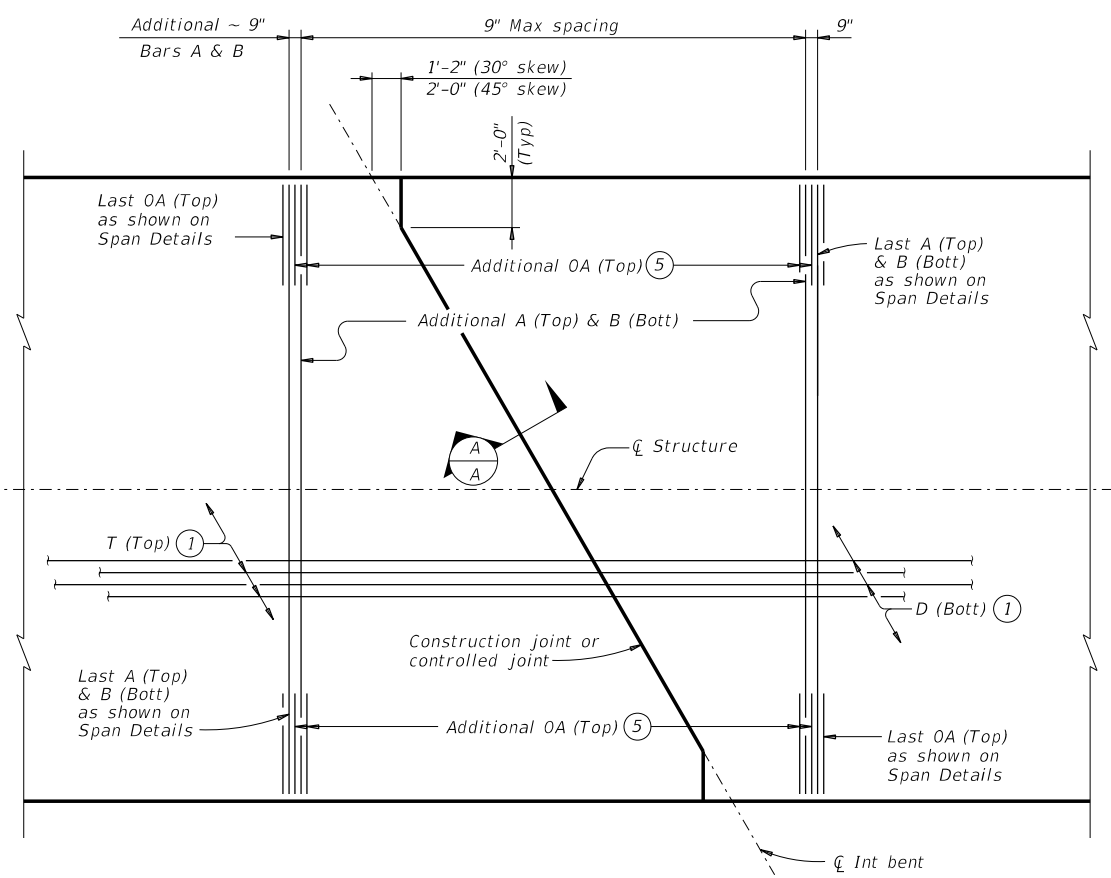 Additional ~ 9"
Bars A & B
9" Max spacing
9"
1'-2" (30° skew)
2'-0" (45° skew)
2'-0"
(Typ)
Last OA (Top)
as shown on
Span Details
Additional OA (Top) 5
Last A (Top)
& B (Bott)
as shown on
Span Details
Additional A (Top) & B (Bott)
A
A
℄ Structure
T (Top) 1
D (Bott) 1
Construction joint or
controlled joint
Last A (Top)
& B (Bott)
as shown on
Span Details
Additional OA (Top) 5
Last OA (Top)
as shown on
Span Details
℄ Int bent